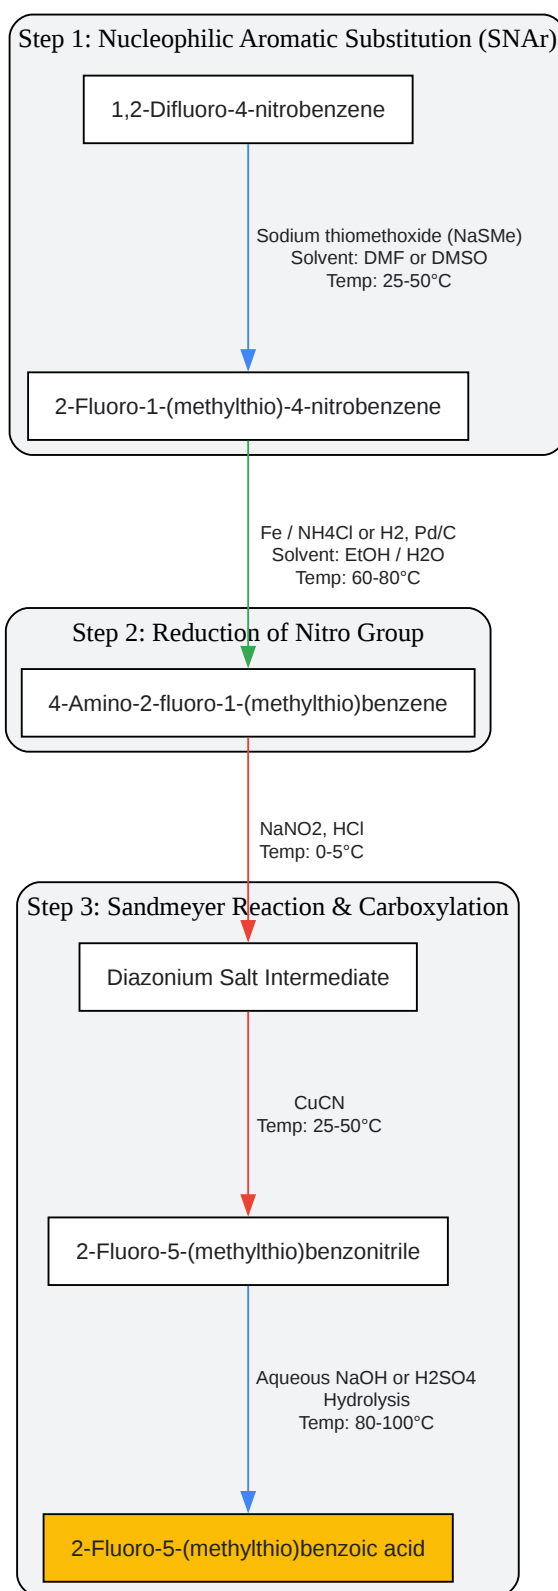 Step 1: Nucleophilic Aromatic Substitution (SNAr)
1,2-Difluoro-4-nitrobenzene
Sodium thiomethoxide (NaSMe)
Solvent: DMF or DMSO
Temp: 25-50°C
2-Fluoro-1-(methylthio)-4-nitrobenzene
Fe / NH4Cl or H2, Pd/C
Solvent: EtOH / H2O
Temp: 60-80°C
Step 2: Reduction of Nitro Group
4-Amino-2-fluoro-1-(methylthio)benzene
NaNO2, HCl
Temp: 0-5°C
Step 3: Sandmeyer Reaction & Carboxylation
Diazonium Salt Intermediate
CuCN
Temp: 25-50°C
2-Fluoro-5-(methylthio)benzonitrile
Aqueous NaOH or H2SO4
Hydrolysis
Temp: 80-100°C
2-Fluoro-5-(methylthio)benzoic acid